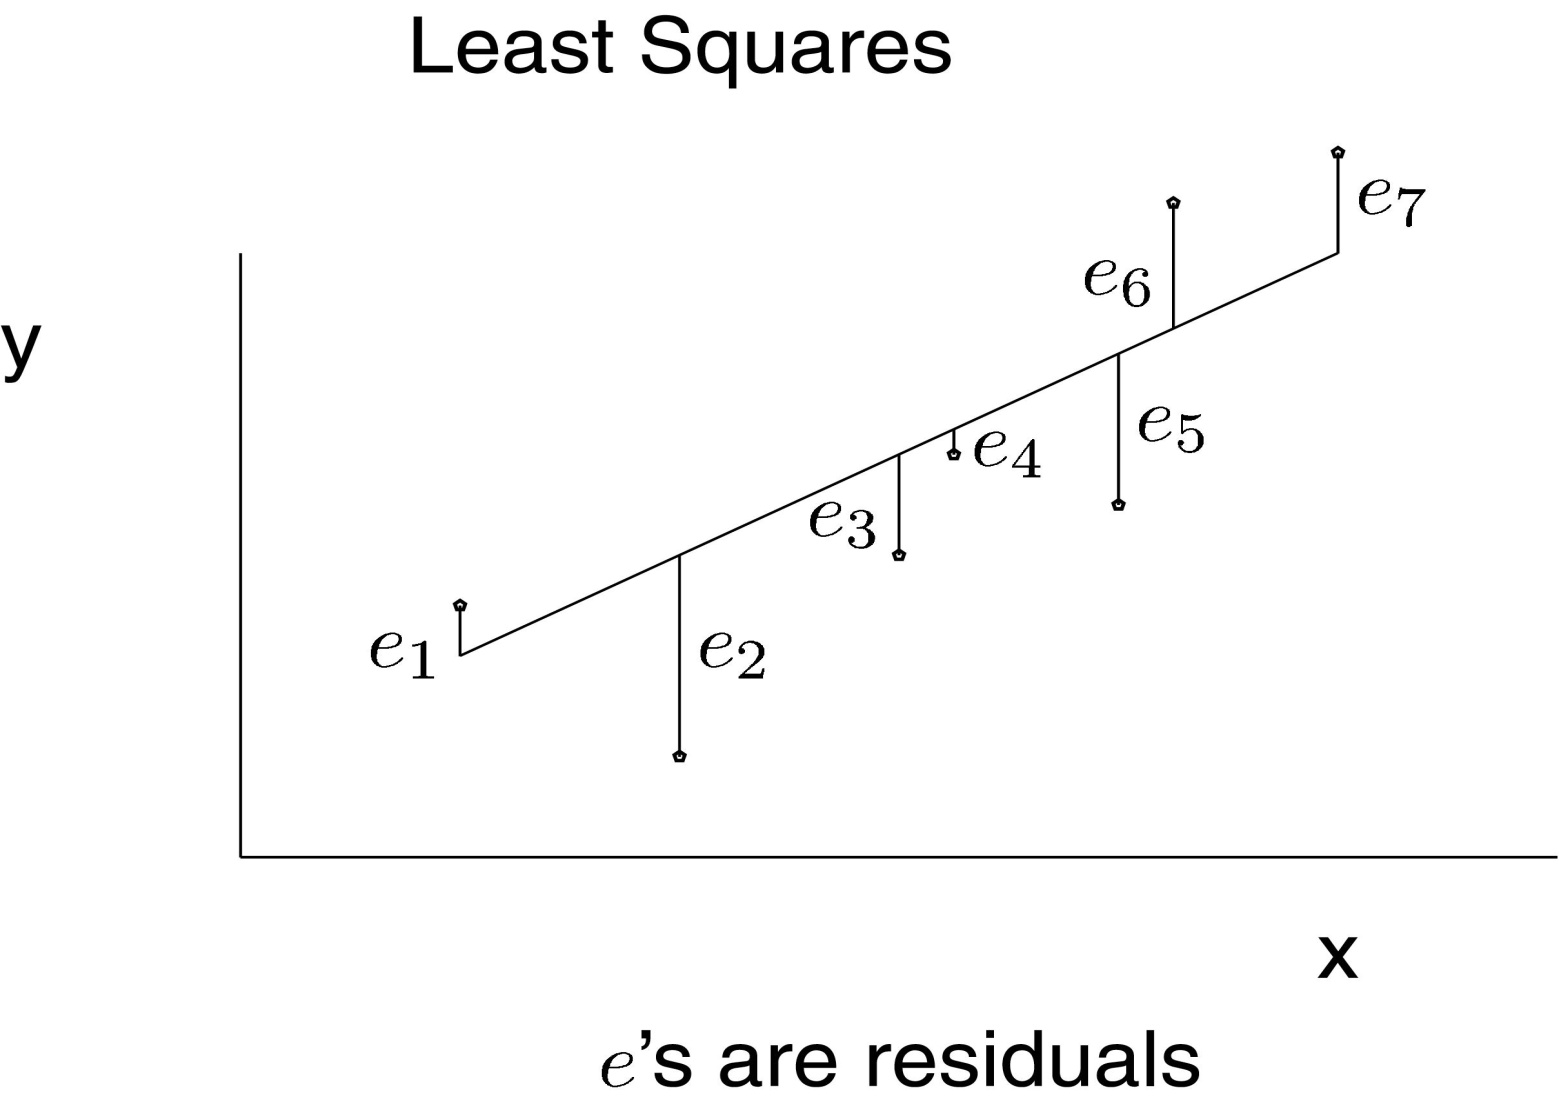 Least Squares
e₇
e₆
y
e₅
e₄
e₃
e₁
e₂
x
e’s are residuals